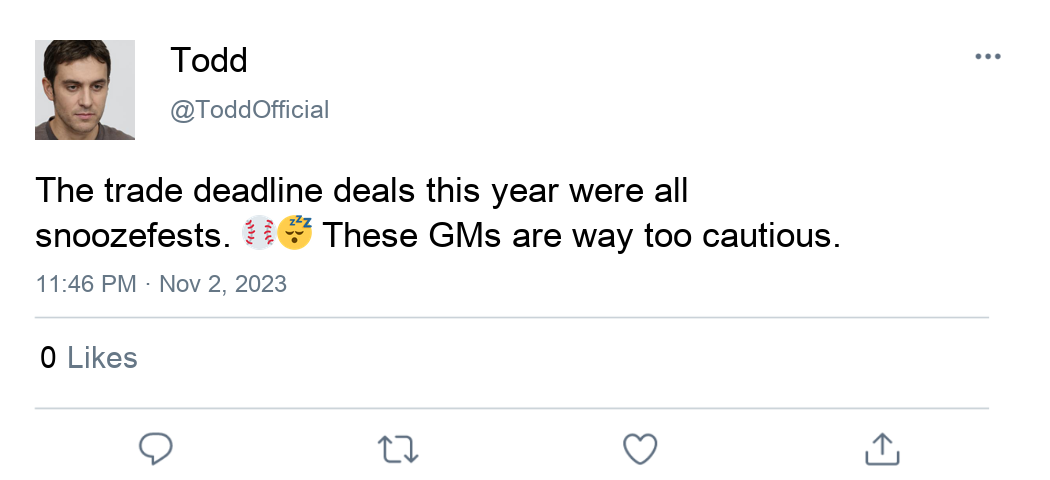 Todd
@ToddOfficial
The trade deadline deals this year were all
snoozefests. ⚾😴 These GMs are way too cautious.
11:46 PM · Nov 2, 2023
0 Likes